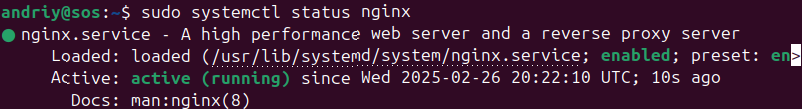 andriy@sos:~$ sudo systemctl status nginx
● nginx.service - A high performance web server and a reverse proxy server
Loaded: loaded (/usr/lib/systemd/system/nginx.service; enabled; preset: en>
Active: active (running) since Wed 2025-02-26 20:22:10 UTC; 10s ago
Docs: man:nginx(8)